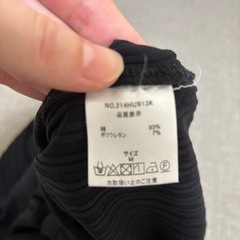 NO,214HU913K
品質表示
綿 93%
ポリウレタン 7%
サイズ
M
お取扱い上のご注意